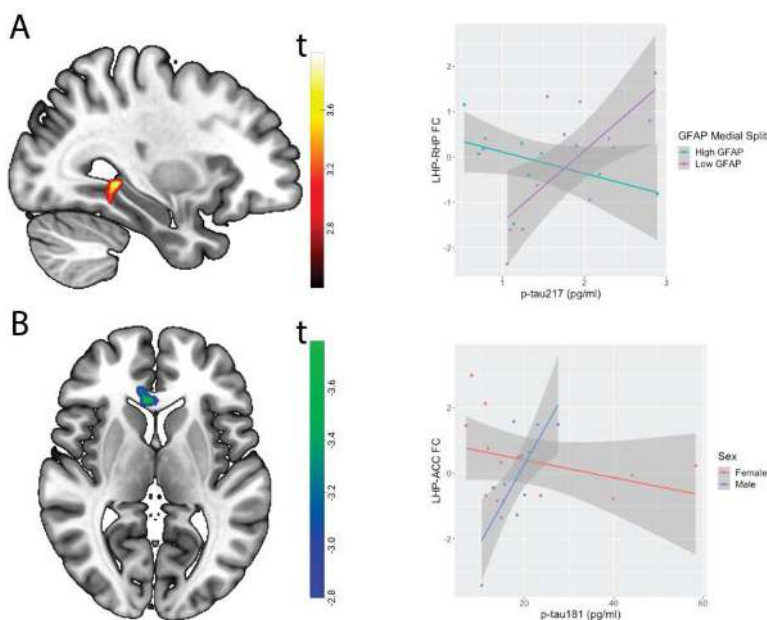 A
t
3.6
3.2
2.8
LHP-RHP FC
2
1
0
-1
-2
1
2
3
p-tau217 (pg/ml)
GFAP Medial Split
High GFAP
Low GFAP
B
t
-3.6
-3.4
-3.2
-3.0
-2.8
LHP-ACC FC
2
0
-2
20
40
60
p-tau181 (pg/ml)
Sex
Female
Male